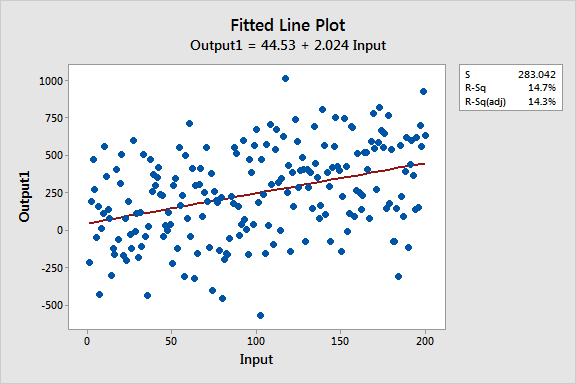 Fitted Line Plot
Output1 = 44.53 + 2.024 Input
S 283.042
R-Sq 14.7%
R-Sq(adj) 14.3%
Output1
1000
750
500
250
0
-250
-500
0 50 100 150 200
Input